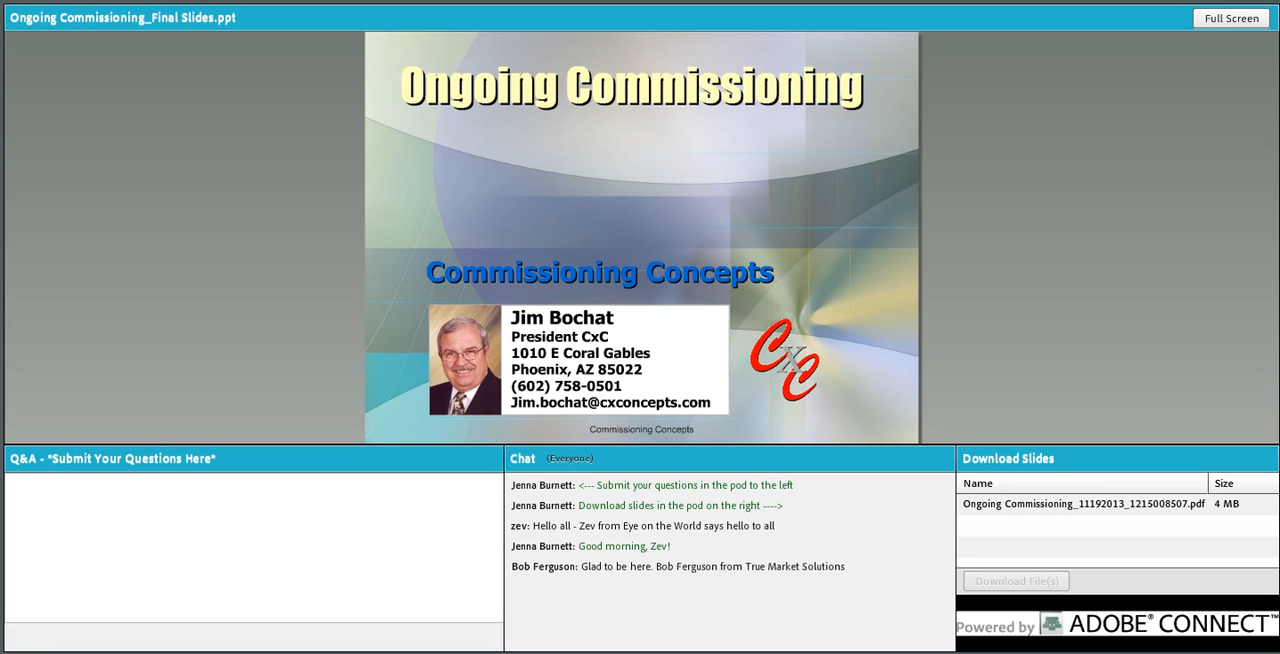 Ongoing Commissioning_Final Slides.ppt
Full Screen
Ongoing Commissioning
Commissioning Concepts
Jim Bochat
President CxC
1010 E Coral Gables
Phoenix, AZ 85022
(602) 758-0501
Jim.bochat@cxconcepts.com
CxC
Commissioning Concepts
Q&A - *Submit Your Questions Here*
Chat (Everyone)
Jenna Burnett: <--- Submit your questions in the pod to the left
Jenna Burnett: Download slides in the pod on the right ---->
zev: Hello all - Zev from Eye on the World says hello to all
Jenna Burnett: Good morning, Zev!
Bob Ferguson: Glad to be here. Bob Ferguson from True Market Solutions
Download Slides
Name Size
Ongoing Commissioning_11192013_1215008507.pdf 4 MB
Download File(s)
Powered by ADOBE® CONNECT™